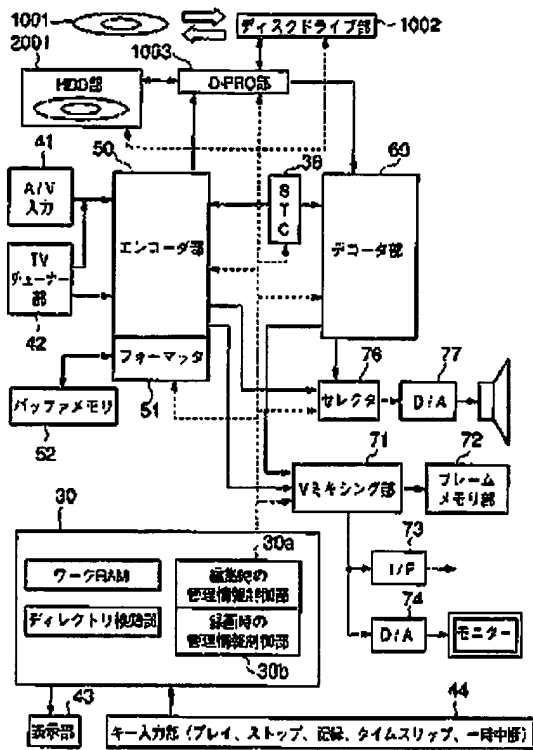 1001
ディスクドライブ部
1002
2001
1003
HDD部
D-PRO部
41
50
38
60
A/V
入力
エンコーダ部
STC
デコーダ部
TV
チューナー
部
42
フォーマッタ
51
76
77
セレクター
D/A
バッファメモリ
52
71
72
Vミキシング部
フレーム
メモリ部
30
30a
73
ワークRAM
編集時の
管理情報制御部
I/F
ディレクトリ検出部
録画時の
管理情報制御部
74
D/A
モニター
30b
43
44
表示部
キー入力部（プレイ、ストップ、記録、タイムスリップ、一時中断）